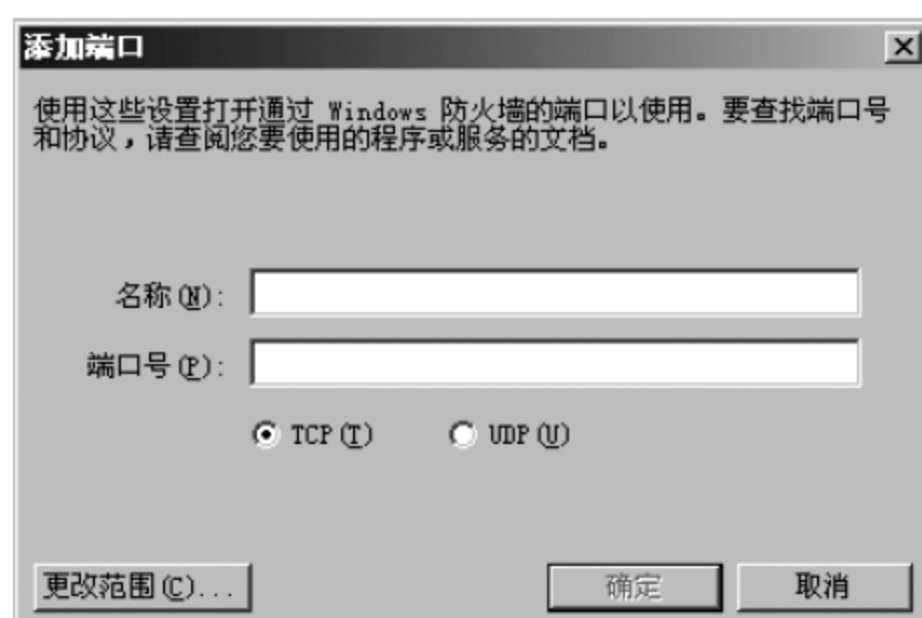 添加端口
使用这些设置打开通过 Windows 防火墙的端口以使用。要查找端口号
和协议，请查阅您要使用的程序或服务的文档。
名称(N):
端口号(P):
TCP(T) UDP(U)
更改范围(C)... 确定 取消